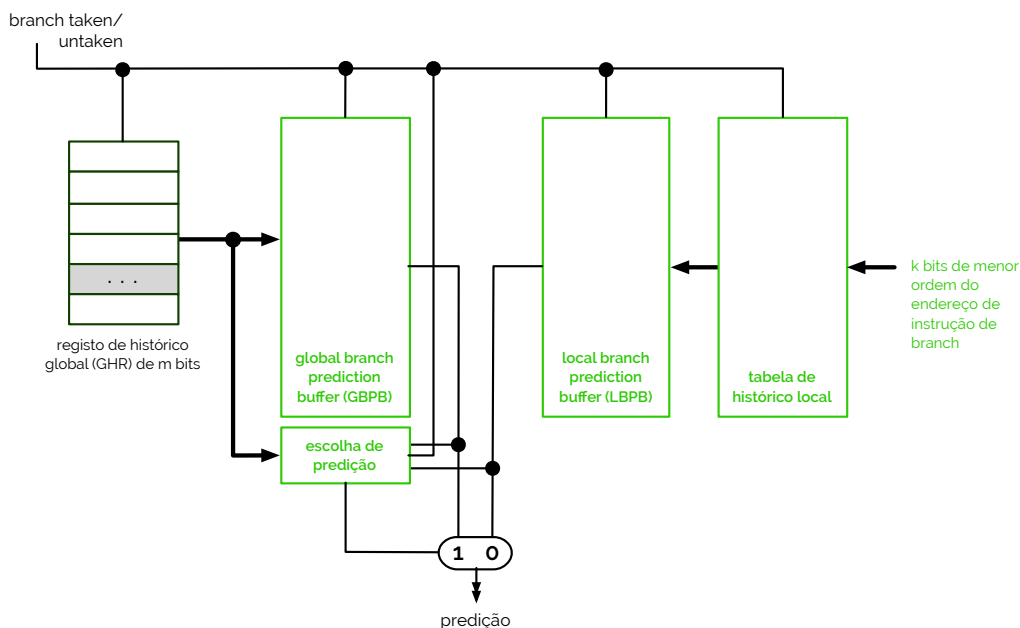 branch taken/
untaken
. . .
registo de histórico
global (GHR) de m bits
global branch
prediction
buffer (GBPB)
local branch
prediction
buffer (LBPB)
tabela de
histórico local
k bits de menor
ordem do
endereço de
instrução de
branch
escolha de
predição
1 0
predição